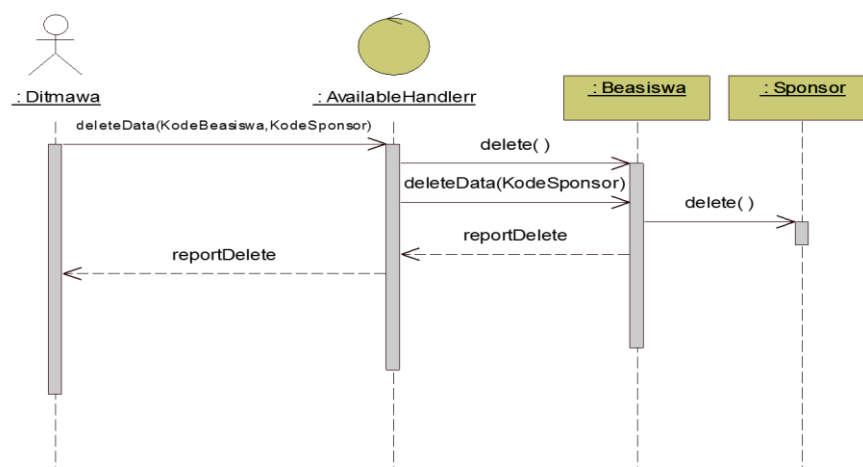 : Ditmawa
: AvailableHandlerr
: Beasiswa
: Sponsor
deleteData(KodeBeasiswa,KodeSponsor)
delete( )
deleteData(KodeSponsor)
delete( )
reportDelete
reportDelete